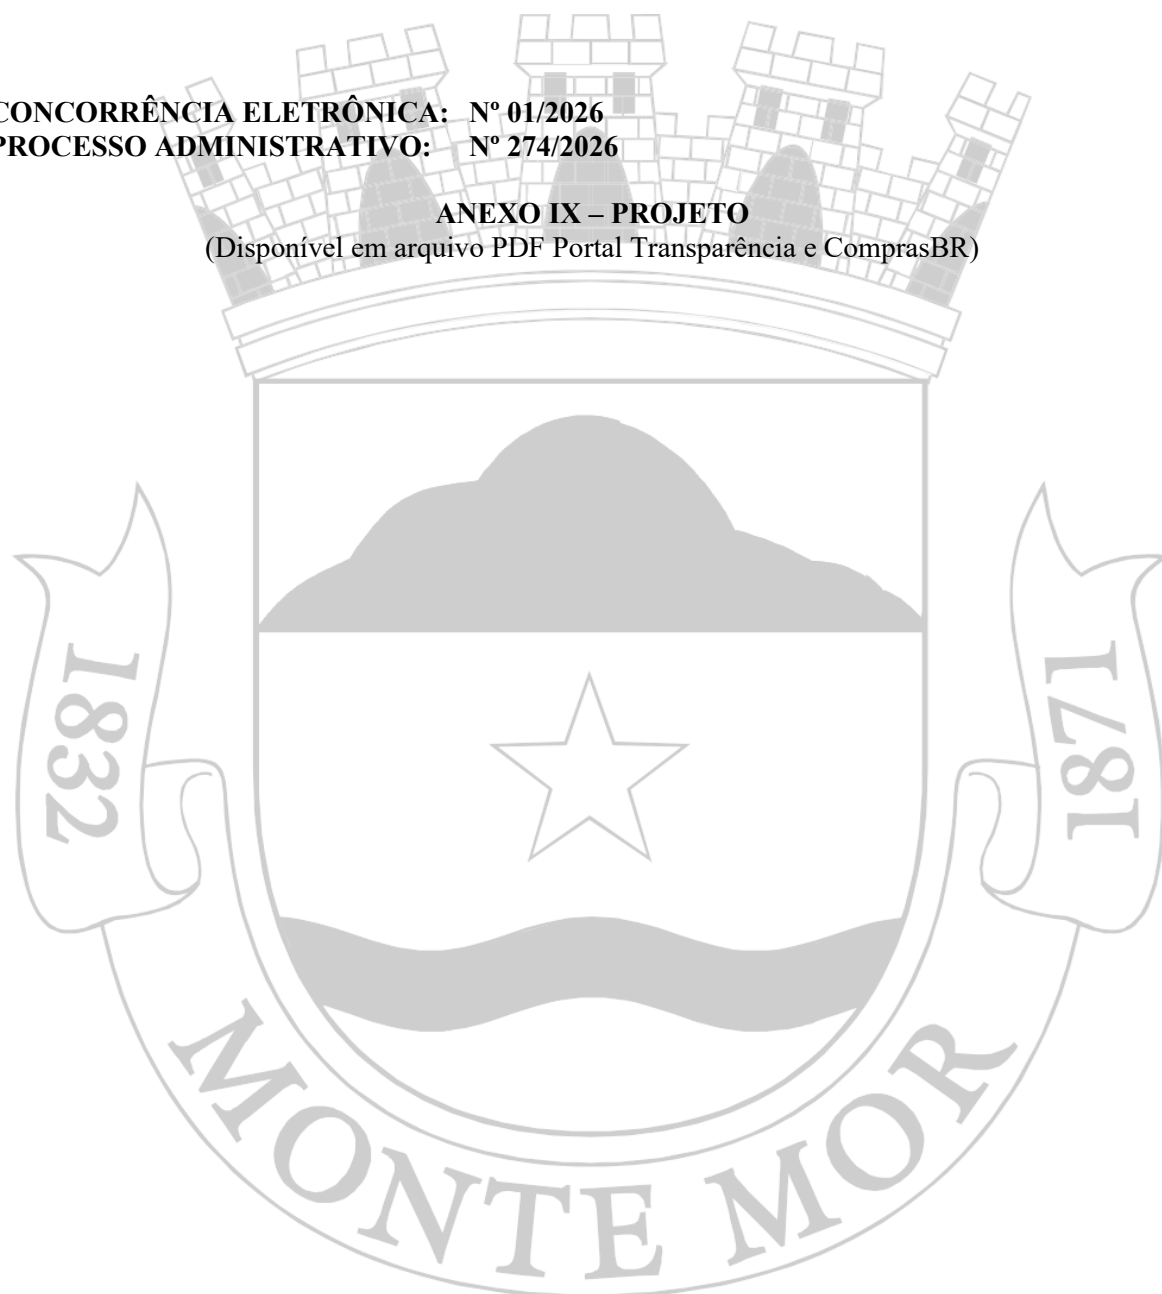 CONCORRÊNCIA ELETRÔNICA: Nº 01/2026
PROCESSO ADMINISTRATIVO: Nº 274/2026
ANEXO IX – PROJETO
(Disponível em arquivo PDF Portal Transparência e ComprasBR)
1832
1871
MONTE MOR